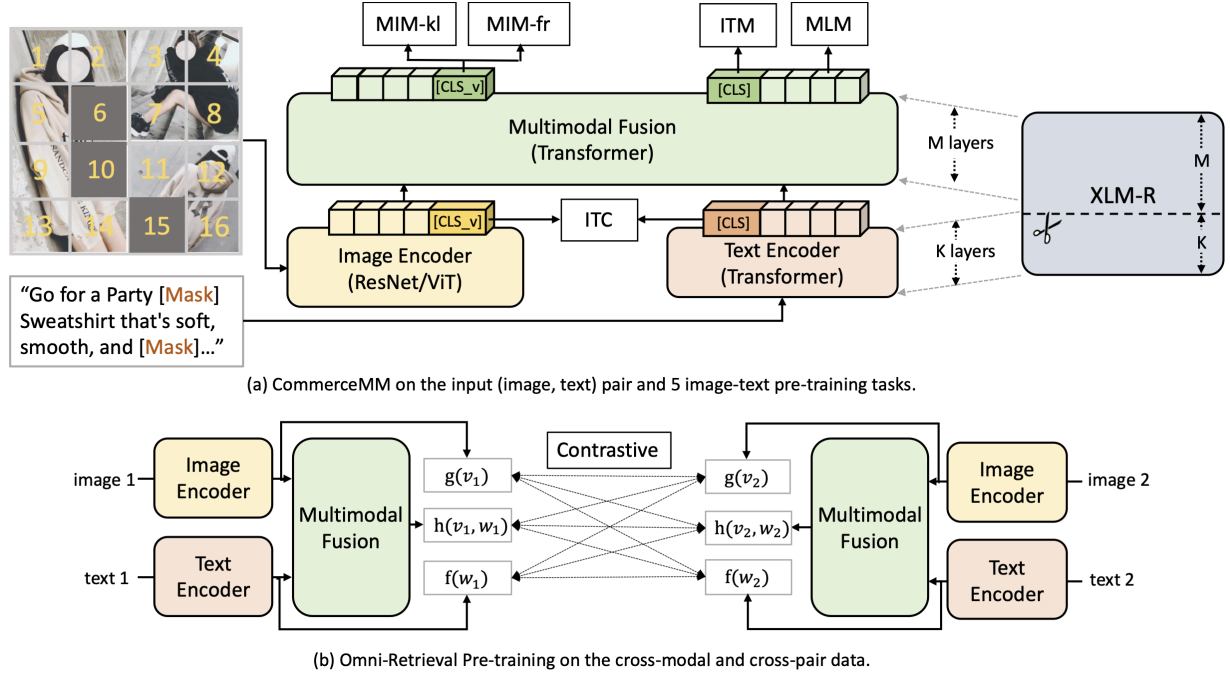 MIM-kl
MIM-fr
ITM
MLM
1 2 3 4
5 6 7 8
9 10 11 12
13 14 15 16
[CLS_v]
[CLS]
Multimodal Fusion
(Transformer)
M layers
XLM-R
M
K
[CLS_v]
ITC
[CLS]
Image Encoder
(ResNet/ViT)
Text Encoder
(Transformer)
K layers
“Go for a Party [Mask]
Sweatshirt that's soft,
smooth, and [Mask]…”
(a) CommerceMM on the input (image, text) pair and 5 image-text pre-training tasks.
image 1
Image
Encoder
text 1
Text
Encoder
Multimodal
Fusion
g(v₁)
h(v₁, w₁)
f(w₁)
Contrastive
g(v₂)
h(v₂, w₂)
f(w₂)
Multimodal
Fusion
Image
Encoder
image 2
Text
Encoder
text 2
(b) Omni-Retrieval Pre-training on the cross-modal and cross-pair data.